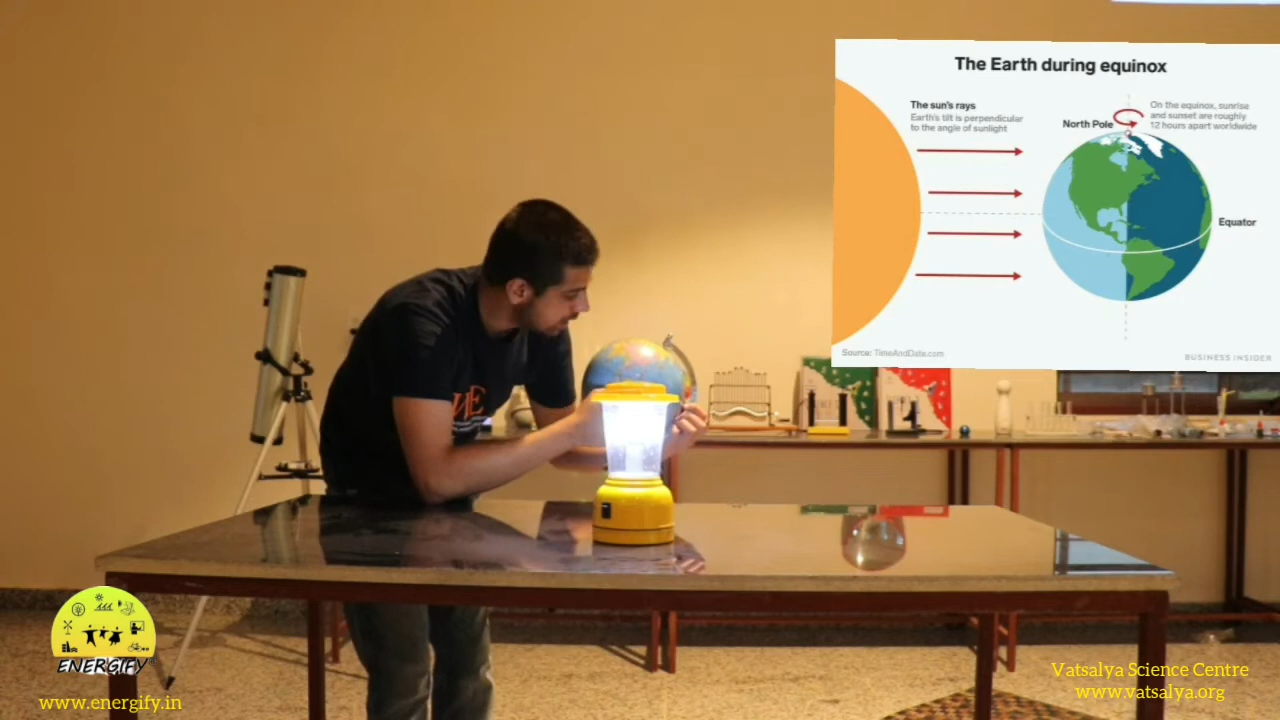 The Earth during equinox
The sun's rays
Earth's tilt is perpendicular
to the angle of sunlight
On the equinox, sunrise
and sunset are roughly
12 hours apart worldwide
North Pole
Equator
Source: TimeAndDate.com
BUSINESS INSIDER
ENERGIFY
www.energify.in
Vatsalya Science Centre
www.vatsalya.org